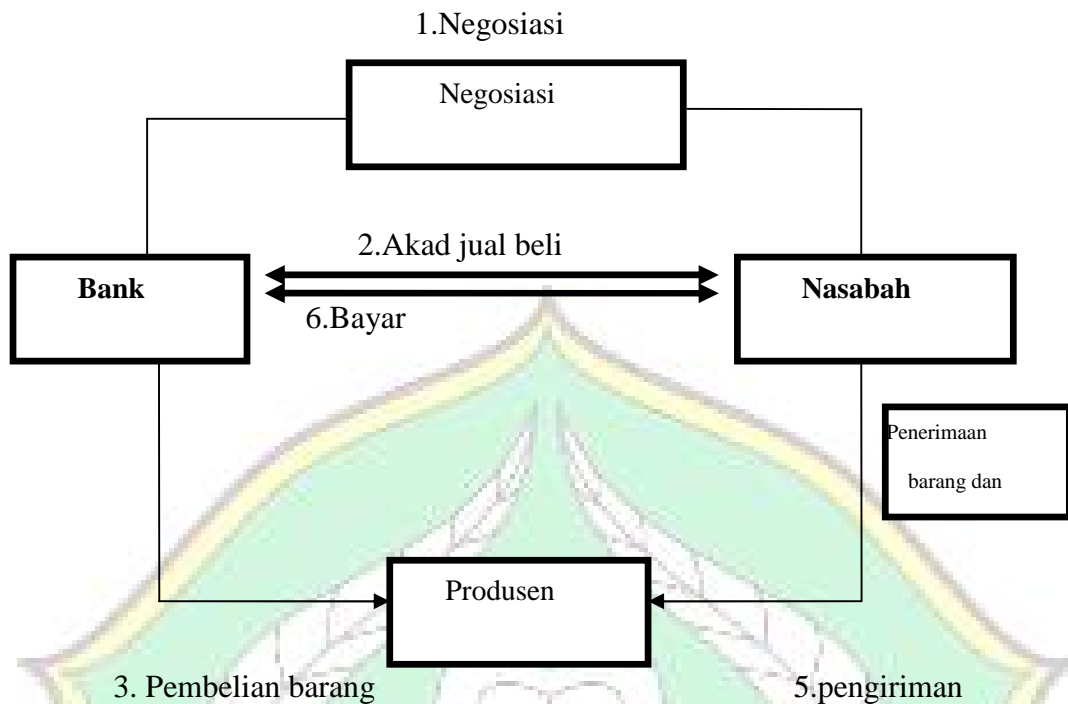 1.Negosiasi
Negosiasi
2.Akad jual beli
Bank
Nasabah
6.Bayar
Penerimaan
barang dan
Produsen
3. Pembelian barang
5.pengiriman